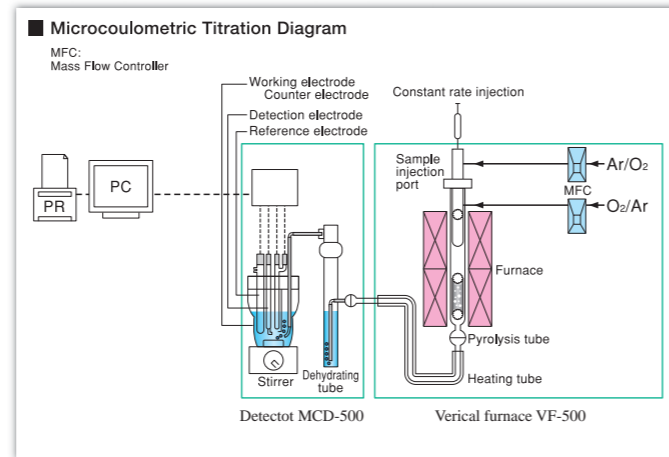 ■ Microcoulometric Titration Diagram
MFC:
Mass Flow Controller
Working electrode
Counter electrode
Detection electrode
Reference electrode
Constant rate injection
Sample
injection
port
Ar/O₂
MFC
O₂/Ar
PR
PC
Furnace
Pyrolysis tube
Heating tube
Stirrer
Dehydrating
tube
Detectot MCD-500
Verical furnace VF-500